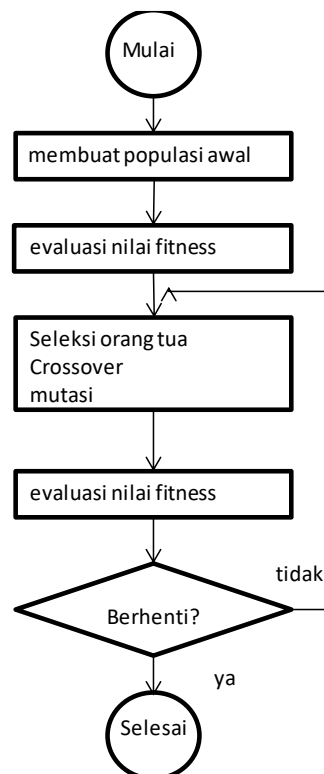 Mulai
membuat populasi awal
evaluasi nilai fitness
Seleksi orang tua
Crossover
mutasi
evaluasi nilai fitness
tidak
Berhenti?
ya
Selesai